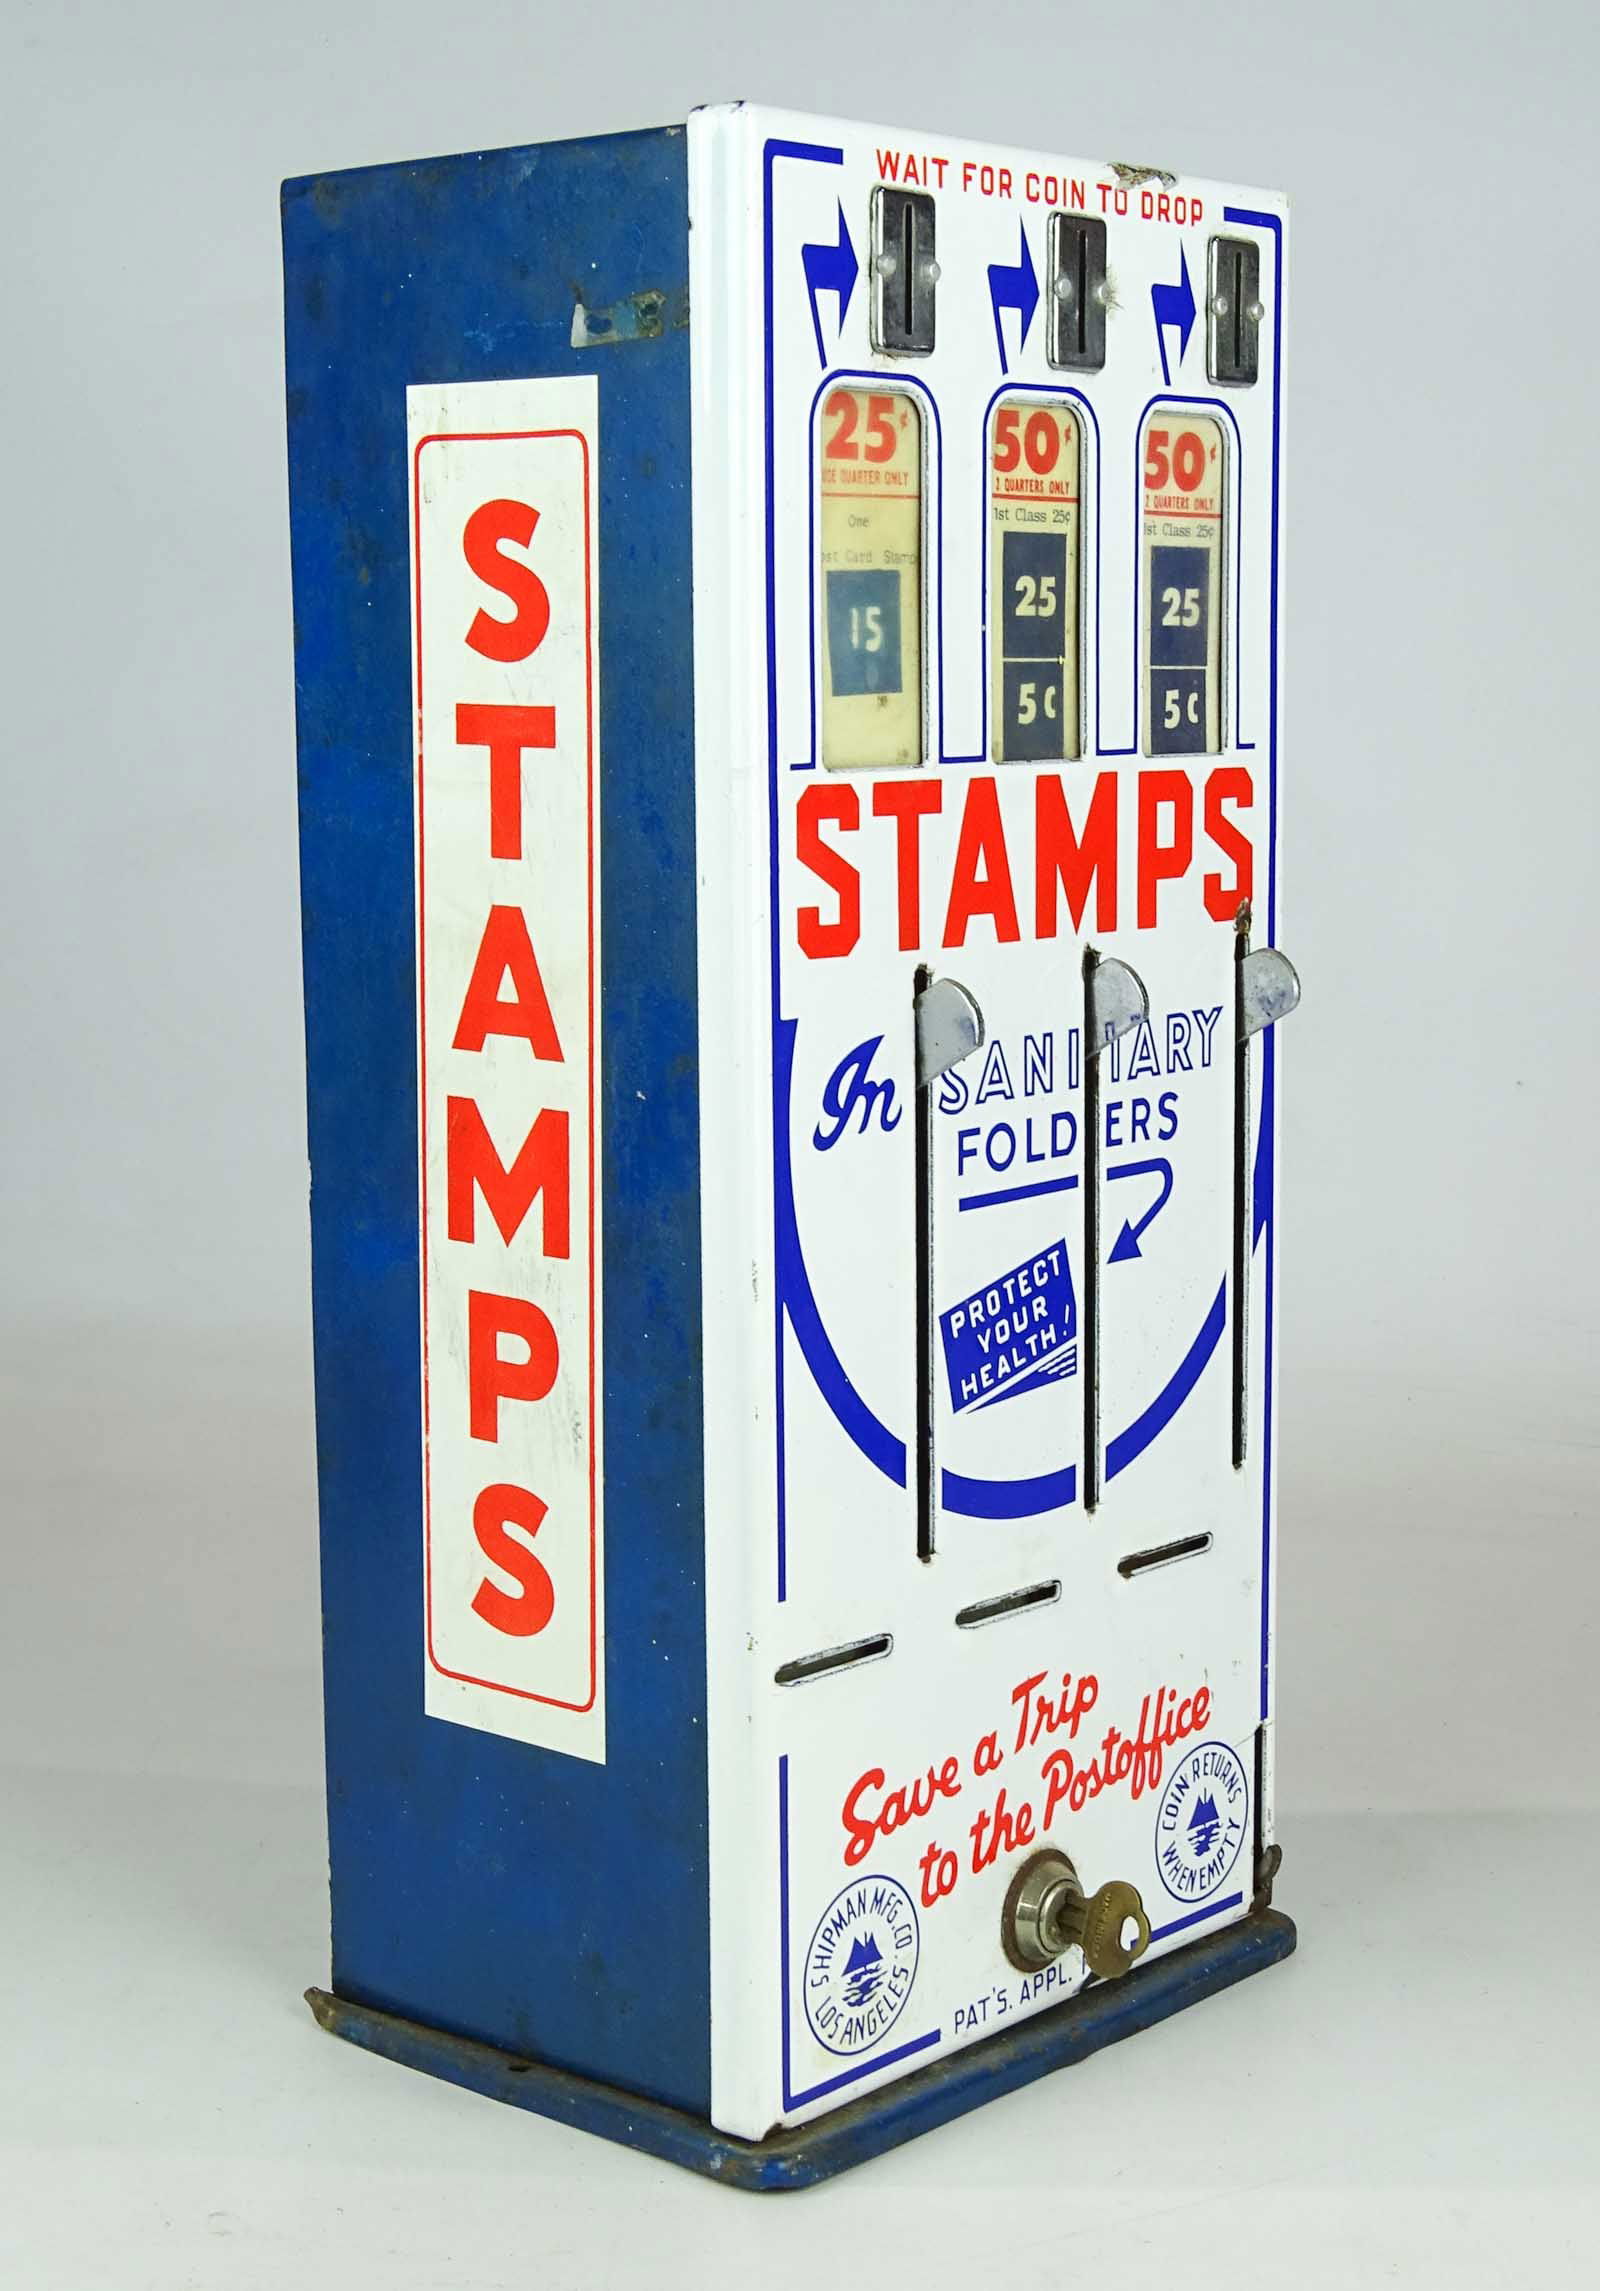 STAMPS
WAIT FOR COIN TO DROP
25¢
QUARTER ONLY
One
Card Stamp
15
50¢
2 QUARTERS ONLY
1st Class 25¢
25
5¢
50¢
2 QUARTERS ONLY
1st Class 25¢
25
5¢
STAMPS
In SANITARY
FOLDERS
PROTECT
YOUR
HEALTH!
Save a Trip
to the Postoffice
COIN RETURNS
WHEN EMPTY
SHIPMAN MFG. CO.
LOS ANGELES
PAT'S. APPL.